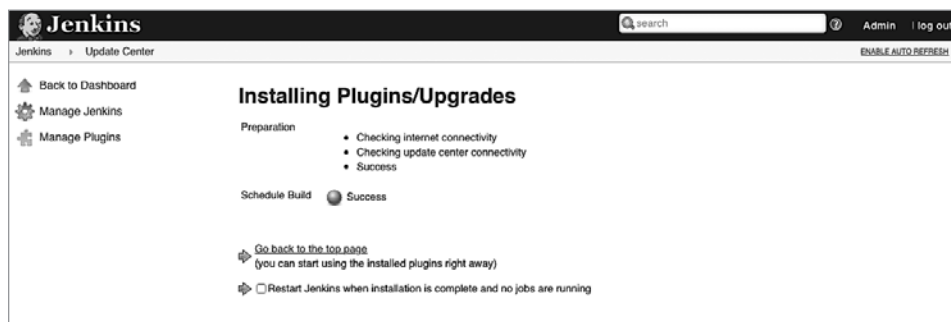 Jenkins
search
Admin | log out
Jenkins › Update Center
ENABLE AUTO REFRESH
Back to Dashboard
Manage Jenkins
Manage Plugins
Installing Plugins/Upgrades
Preparation
• Checking internet connectivity
• Checking update center connectivity
• Success
Schedule Build Success
Go back to the top page
(you can start using the installed plugins right away)
Restart Jenkins when installation is complete and no jobs are running